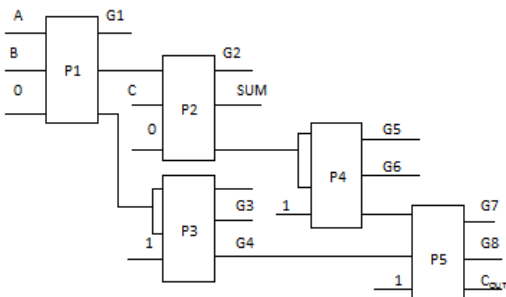 A G1
B P1 G2
0 C P2 SUM
0 G5
P4 G6
G3 1 G7
1 P3 G4 G8
P5
1 COUT